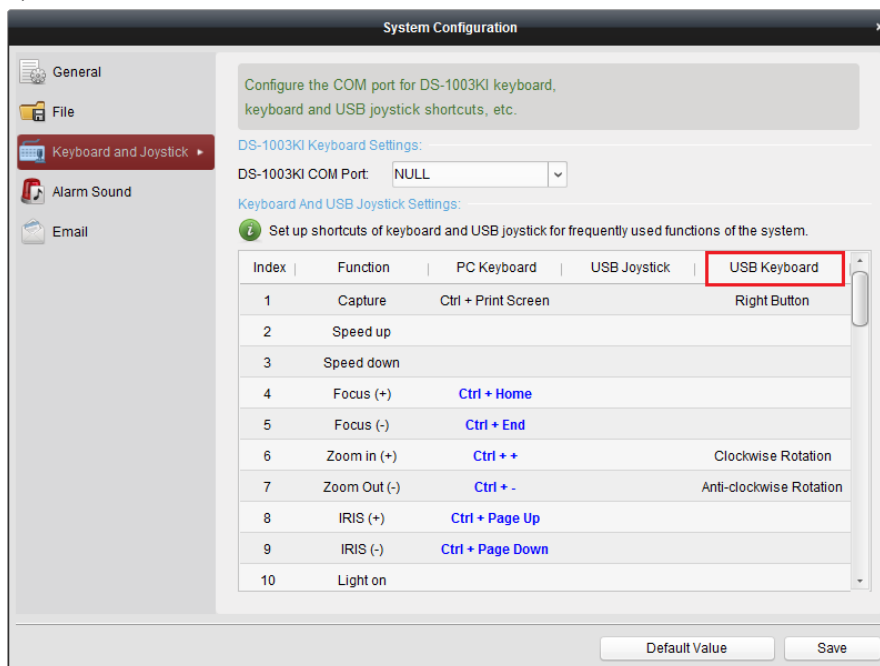 System Configuration
General
File
Keyboard and Joystick
Alarm Sound
Email
Configure the COM port for DS-1003KI keyboard,
keyboard and USB joystick shortcuts, etc.
DS-1003KI Keyboard Settings:
DS-1003KI COM Port: NULL
Keyboard And USB Joystick Settings:
Set up shortcuts of keyboard and USB joystick for frequently used functions of the system.
Index Function PC Keyboard USB Joystick USB Keyboard
1 Capture Ctrl + Print Screen Right Button
2 Speed up
3 Speed down
4 Focus (+) Ctrl + Home
5 Focus (-) Ctrl + End
6 Zoom in (+) Ctrl + + Clockwise Rotation
7 Zoom Out (-) Ctrl + - Anti-clockwise Rotation
8 IRIS (+) Ctrl + Page Up
9 IRIS (-) Ctrl + Page Down
10 Light on
Default Value Save